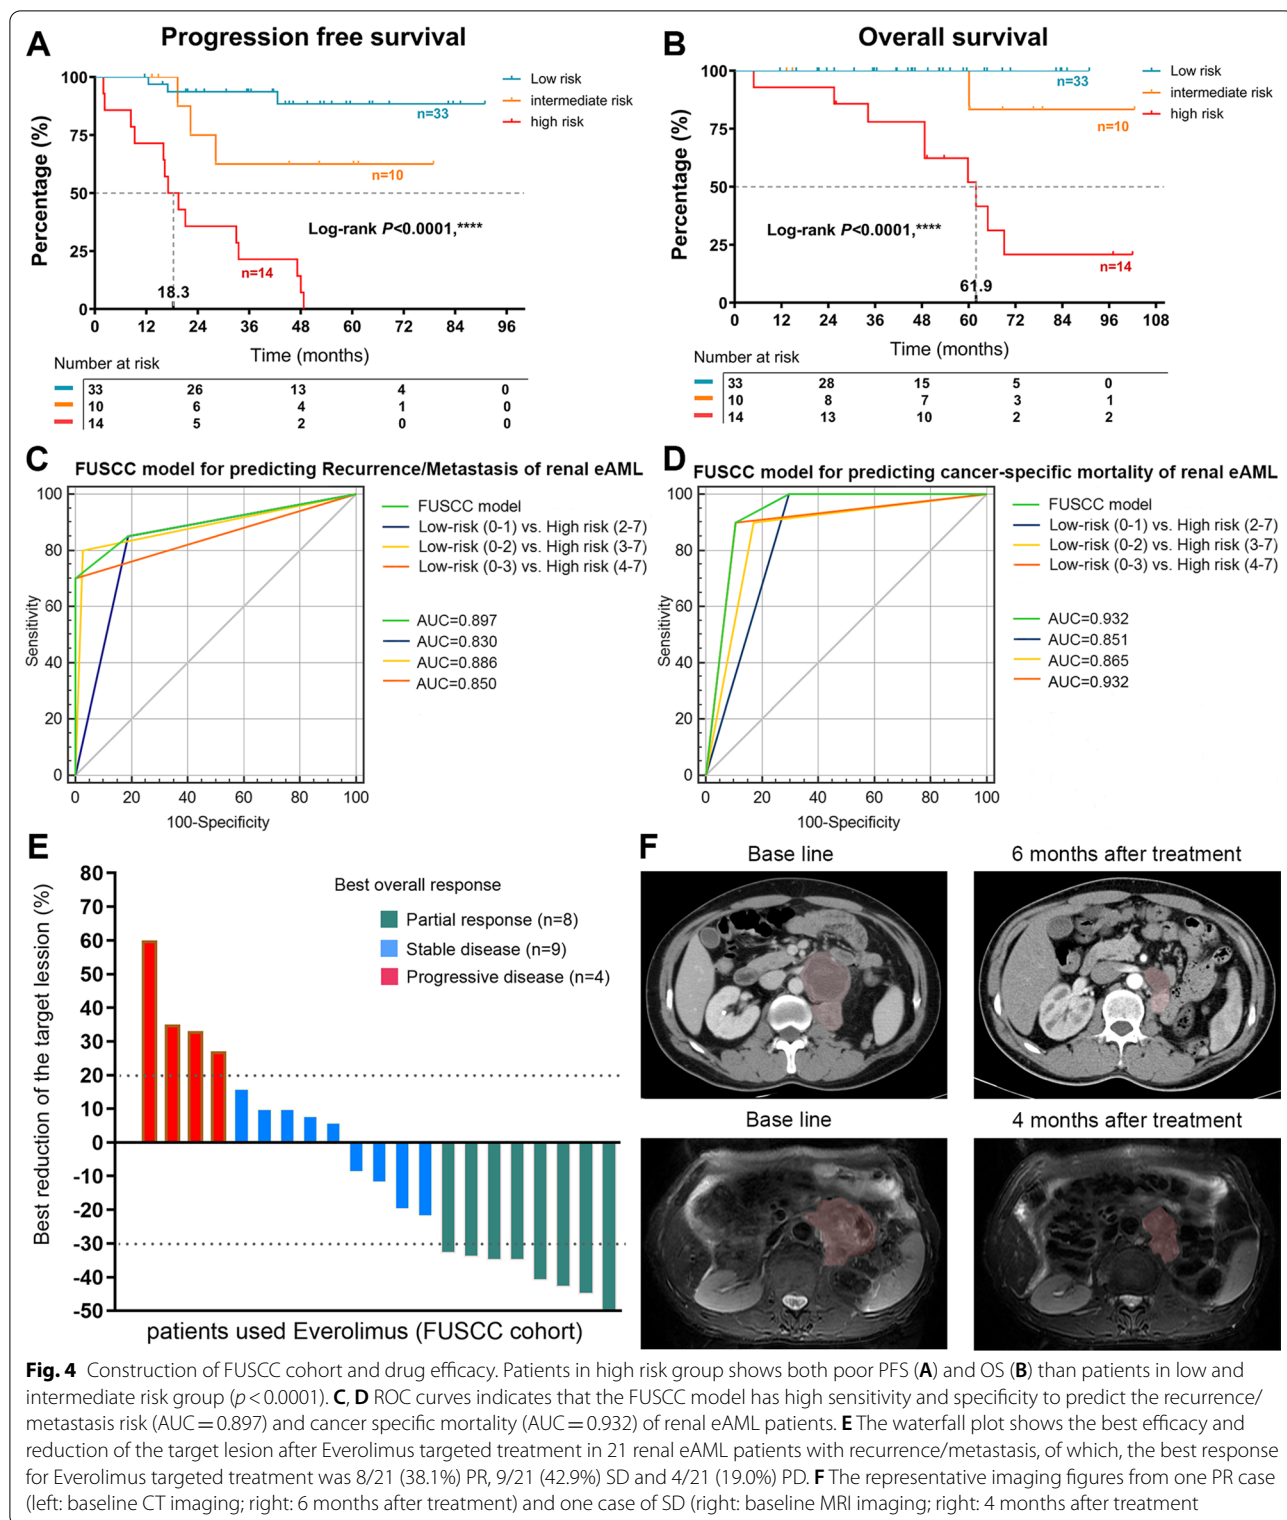 A Progression free survival
100
75
50
25
0
Percentage (%)
Low risk
intermediate risk
high risk
n=33
n=10
n=14
Log-rank P<0.0001,****
18.3
0 12 24 36 48 60 72 84 96
Time (months)
Number at risk
33 26 13 4 0
10 6 4 1 0
14 5 2 0 0
B Overall survival
100
75
50
25
0
Percentage (%)
Low risk
intermediate risk
high risk
n=33
n=10
n=14
Log-rank P<0.0001,****
61.9
0 12 24 36 48 60 72 84 96 108
Time (months)
Number at risk
33 28 15 5 0
10 8 7 3 1
14 13 10 2 2
C FUSCC model for predicting Recurrence/Metastasis of renal eAML
100
80
60
40
20
0
Sensitivity
0 20 40 60 80 100
100-Specificity
FUSCC model
Low-risk (0-1) vs. High risk (2-7)
Low-risk (0-2) vs. High risk (3-7)
Low-risk (0-3) vs. High risk (4-7)
AUC=0.897
AUC=0.830
AUC=0.886
AUC=0.850
D FUSCC model for predicting cancer-specific mortality of renal eAML
100
80
60
40
20
0
Sensitivity
0 20 40 60 80 100
100-Specificity
FUSCC model
Low-risk (0-1) vs. High risk (2-7)
Low-risk (0-2) vs. High risk (3-7)
Low-risk (0-3) vs. High risk (4-7)
AUC=0.932
AUC=0.851
AUC=0.865
AUC=0.932
E
80
70
60
50
40
30
20
10
0
-10
-20
-30
-40
-50
Best reduction of the target lesion (%)
Best overall response
Partial response (n=8)
Stable disease (n=9)
Progressive disease (n=4)
patients used Everolimus (FUSCC cohort)
F
Base line
6 months after treatment
Base line
4 months after treatment
Fig. 4 Construction of FUSCC cohort and drug efficacy. Patients in high risk group shows both poor PFS (A) and OS (B) than patients in low and
intermediate risk group (p < 0.0001). C, D ROC curves indicates that the FUSCC model has high sensitivity and specificity to predict the recurrence/
metastasis risk (AUC = 0.897) and cancer specific mortality (AUC = 0.932) of renal eAML patients. E The waterfall plot shows the best efficacy and
reduction of the target lesion after Everolimus targeted treatment in 21 renal eAML patients with recurrence/metastasis, of which, the best response
for Everolimus targeted treatment was 8/21 (38.1%) PR, 9/21 (42.9%) SD and 4/21 (19.0%) PD. F The representative imaging figures from one PR case
(left: baseline CT imaging; right: 6 months after treatment) and one case of SD (right: baseline MRI imaging; right: 4 months after treatment